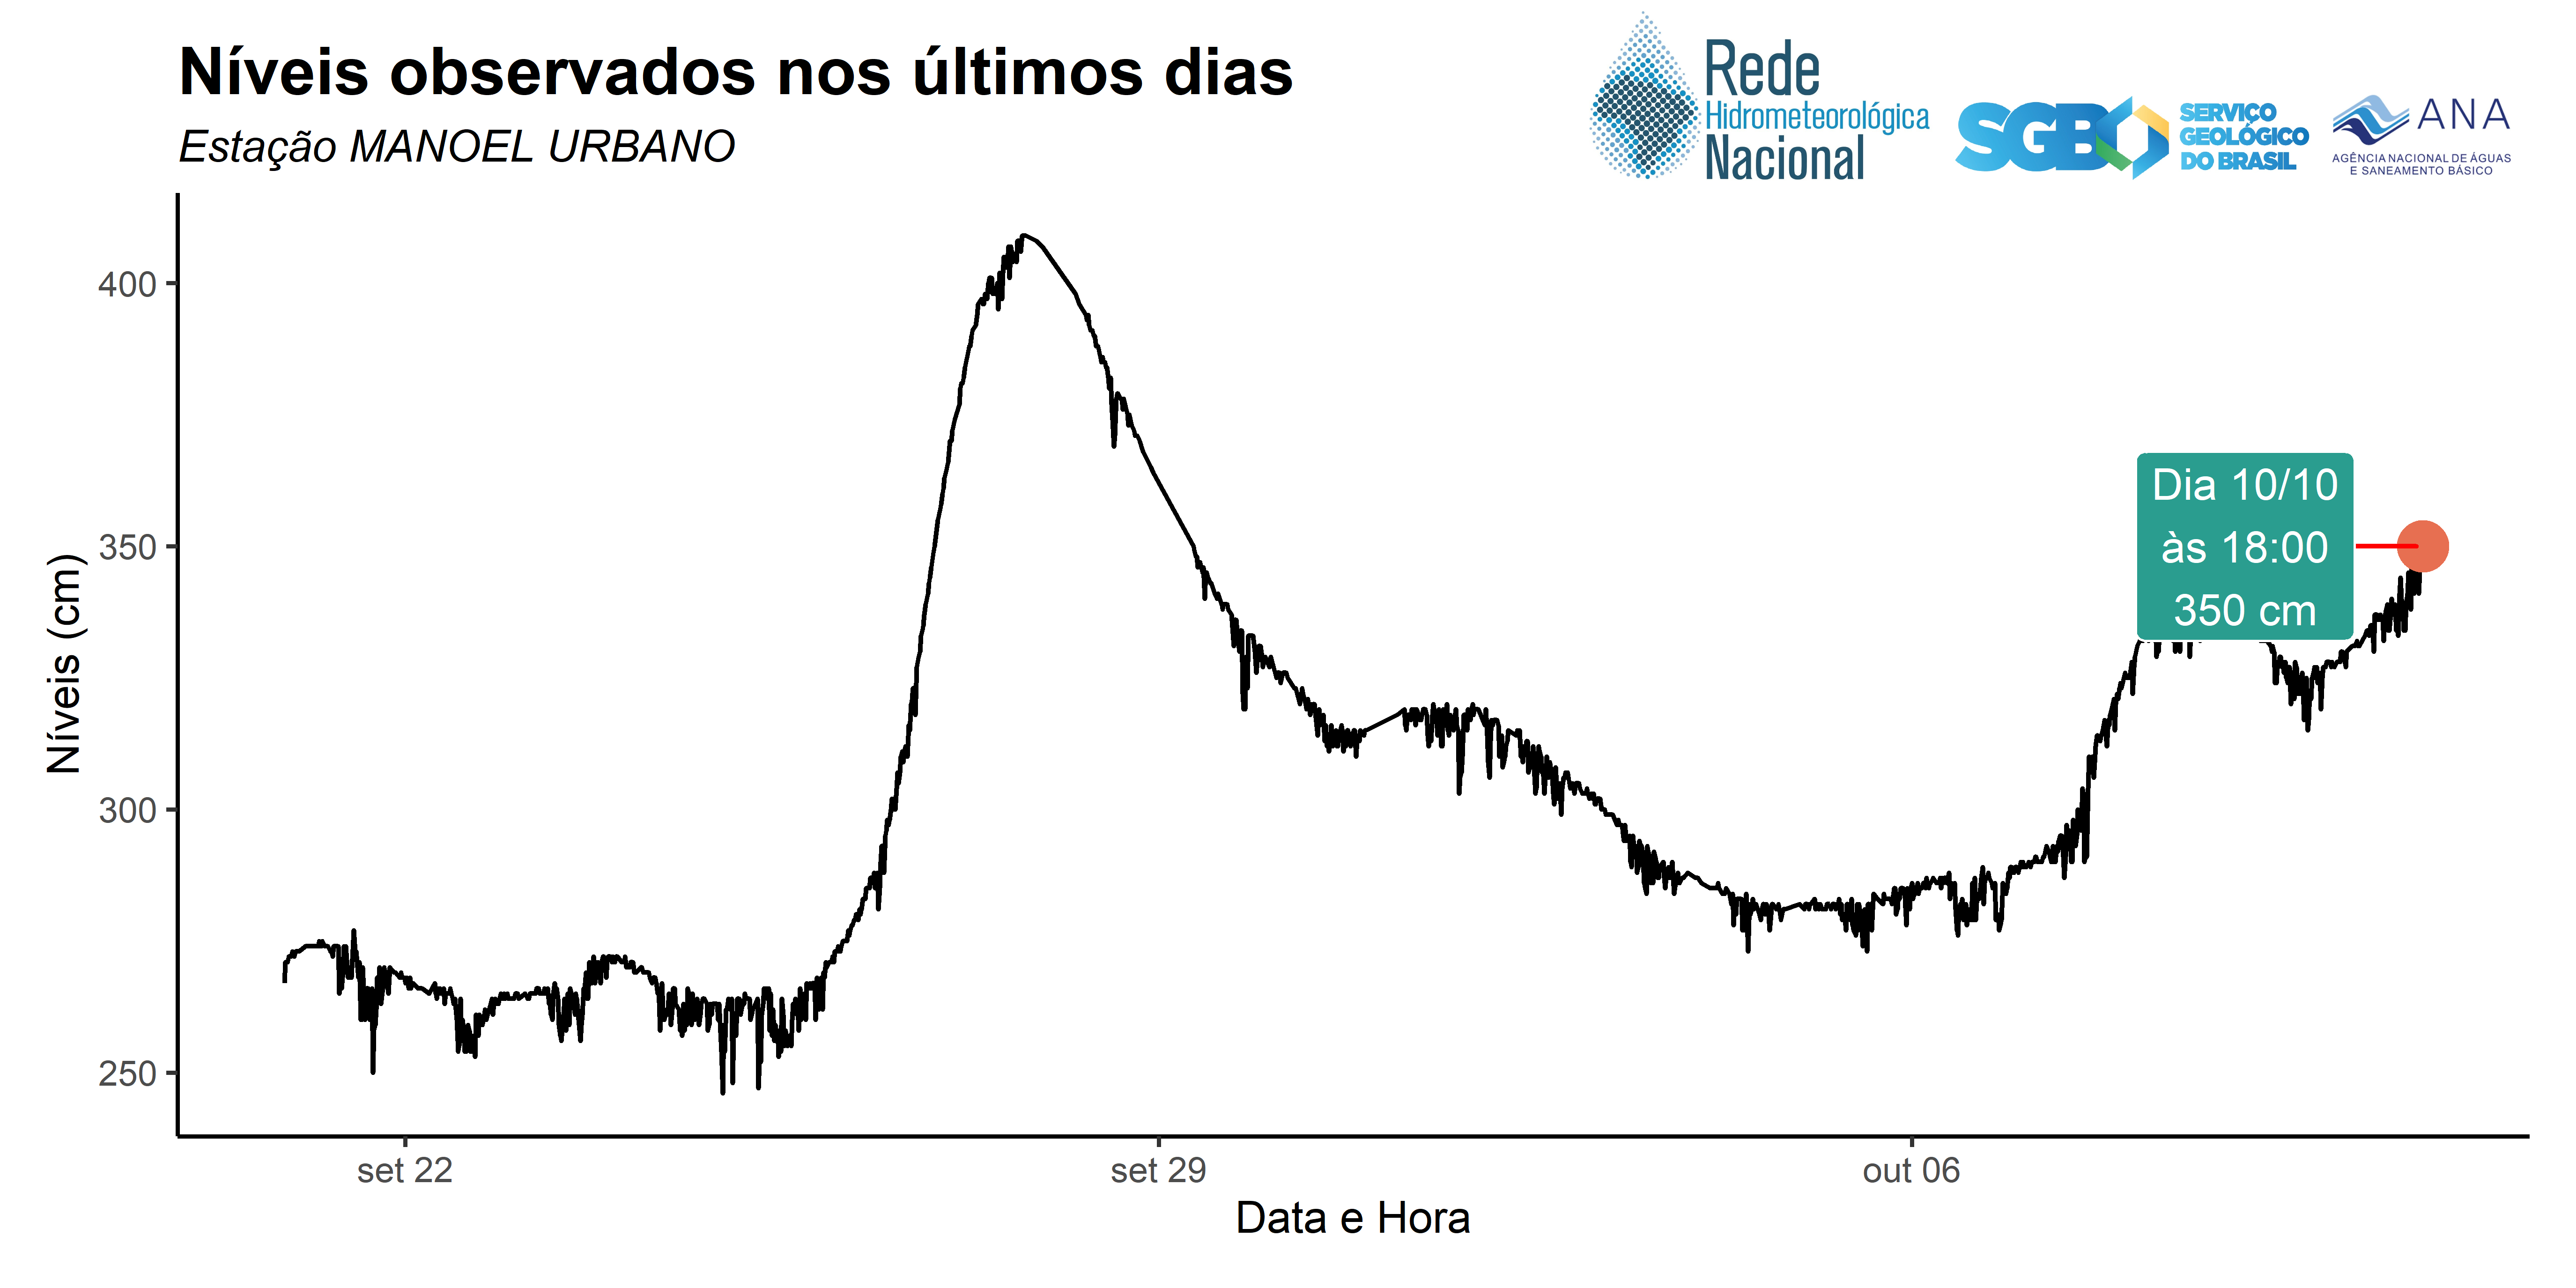 Níveis observados nos últimos dias
Estação MANOEL URBANO
Rede
Hidrometeorológica
Nacional
SGB
SERVIÇO
GEOLÓGICO
DO BRASIL
ANA
AGÊNCIA NACIONAL DE ÁGUAS
E SANEAMENTO BÁSICO
Níveis (cm)
400
350
300
250
Dia 10/10
às 18:00
350 cm
set 22
set 29
out 06
Data e Hora